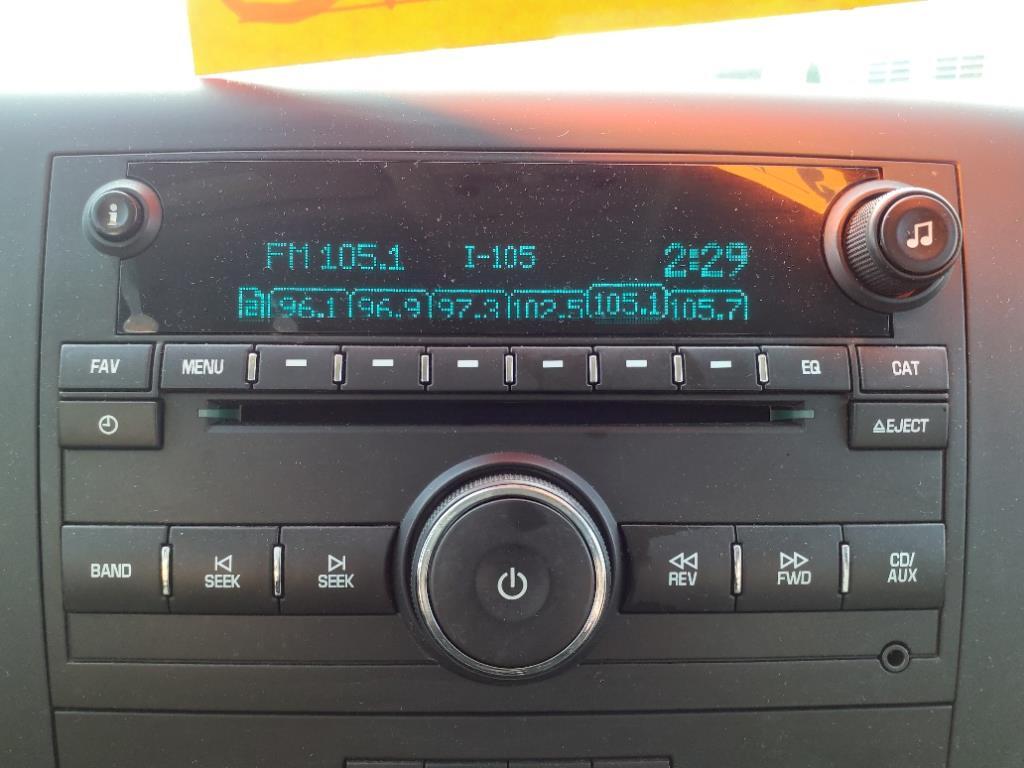 FM 105.1 I-105 2:29
96.1 96.9 97.3 102.5 105.1 105.7
FAV MENU EQ CAT
EJECT
BAND SEEK SEEK REV FWD CD/
AUX